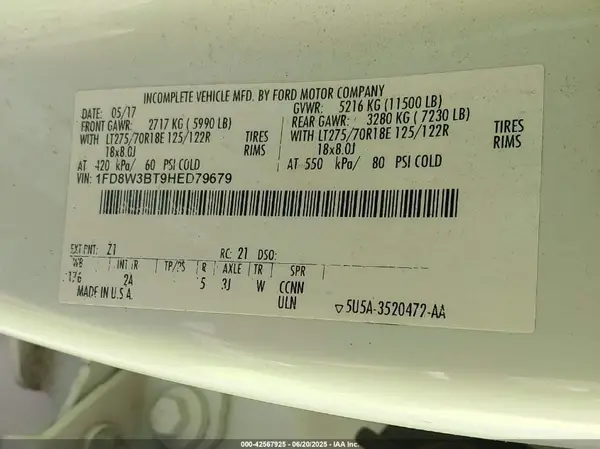 INCOMPLETE VEHICLE MFD. BY FORD MOTOR COMPANY
DATE: 05/17 GVWR: 5216 KG (11500 LB)
FRONT GAWR: 2717 KG (5990 LB) REAR GAWR: 3280 KG (7230 LB)
WITH LT275/70R18E 125/122R TIRES WITH LT275/70R18E 125/122R TIRES
18x8.0J RIMS 18x8.0J RIMS
AT 420 kPa/ 60 PSI COLD AT 550 kPa/ 80 PSI COLD
VIN: 1FD8W3BT9HED79679
EXT PNT: Z1 RC: 21 DSO:
WB INT TR TP/PS R AXLE TR SPR
176 2A 5 3J W CCNN
MADE IN U.S.A. ULN ▽5U5A-3520472-AA
000-42567925 | 06/20/2025 | IAA Inc.